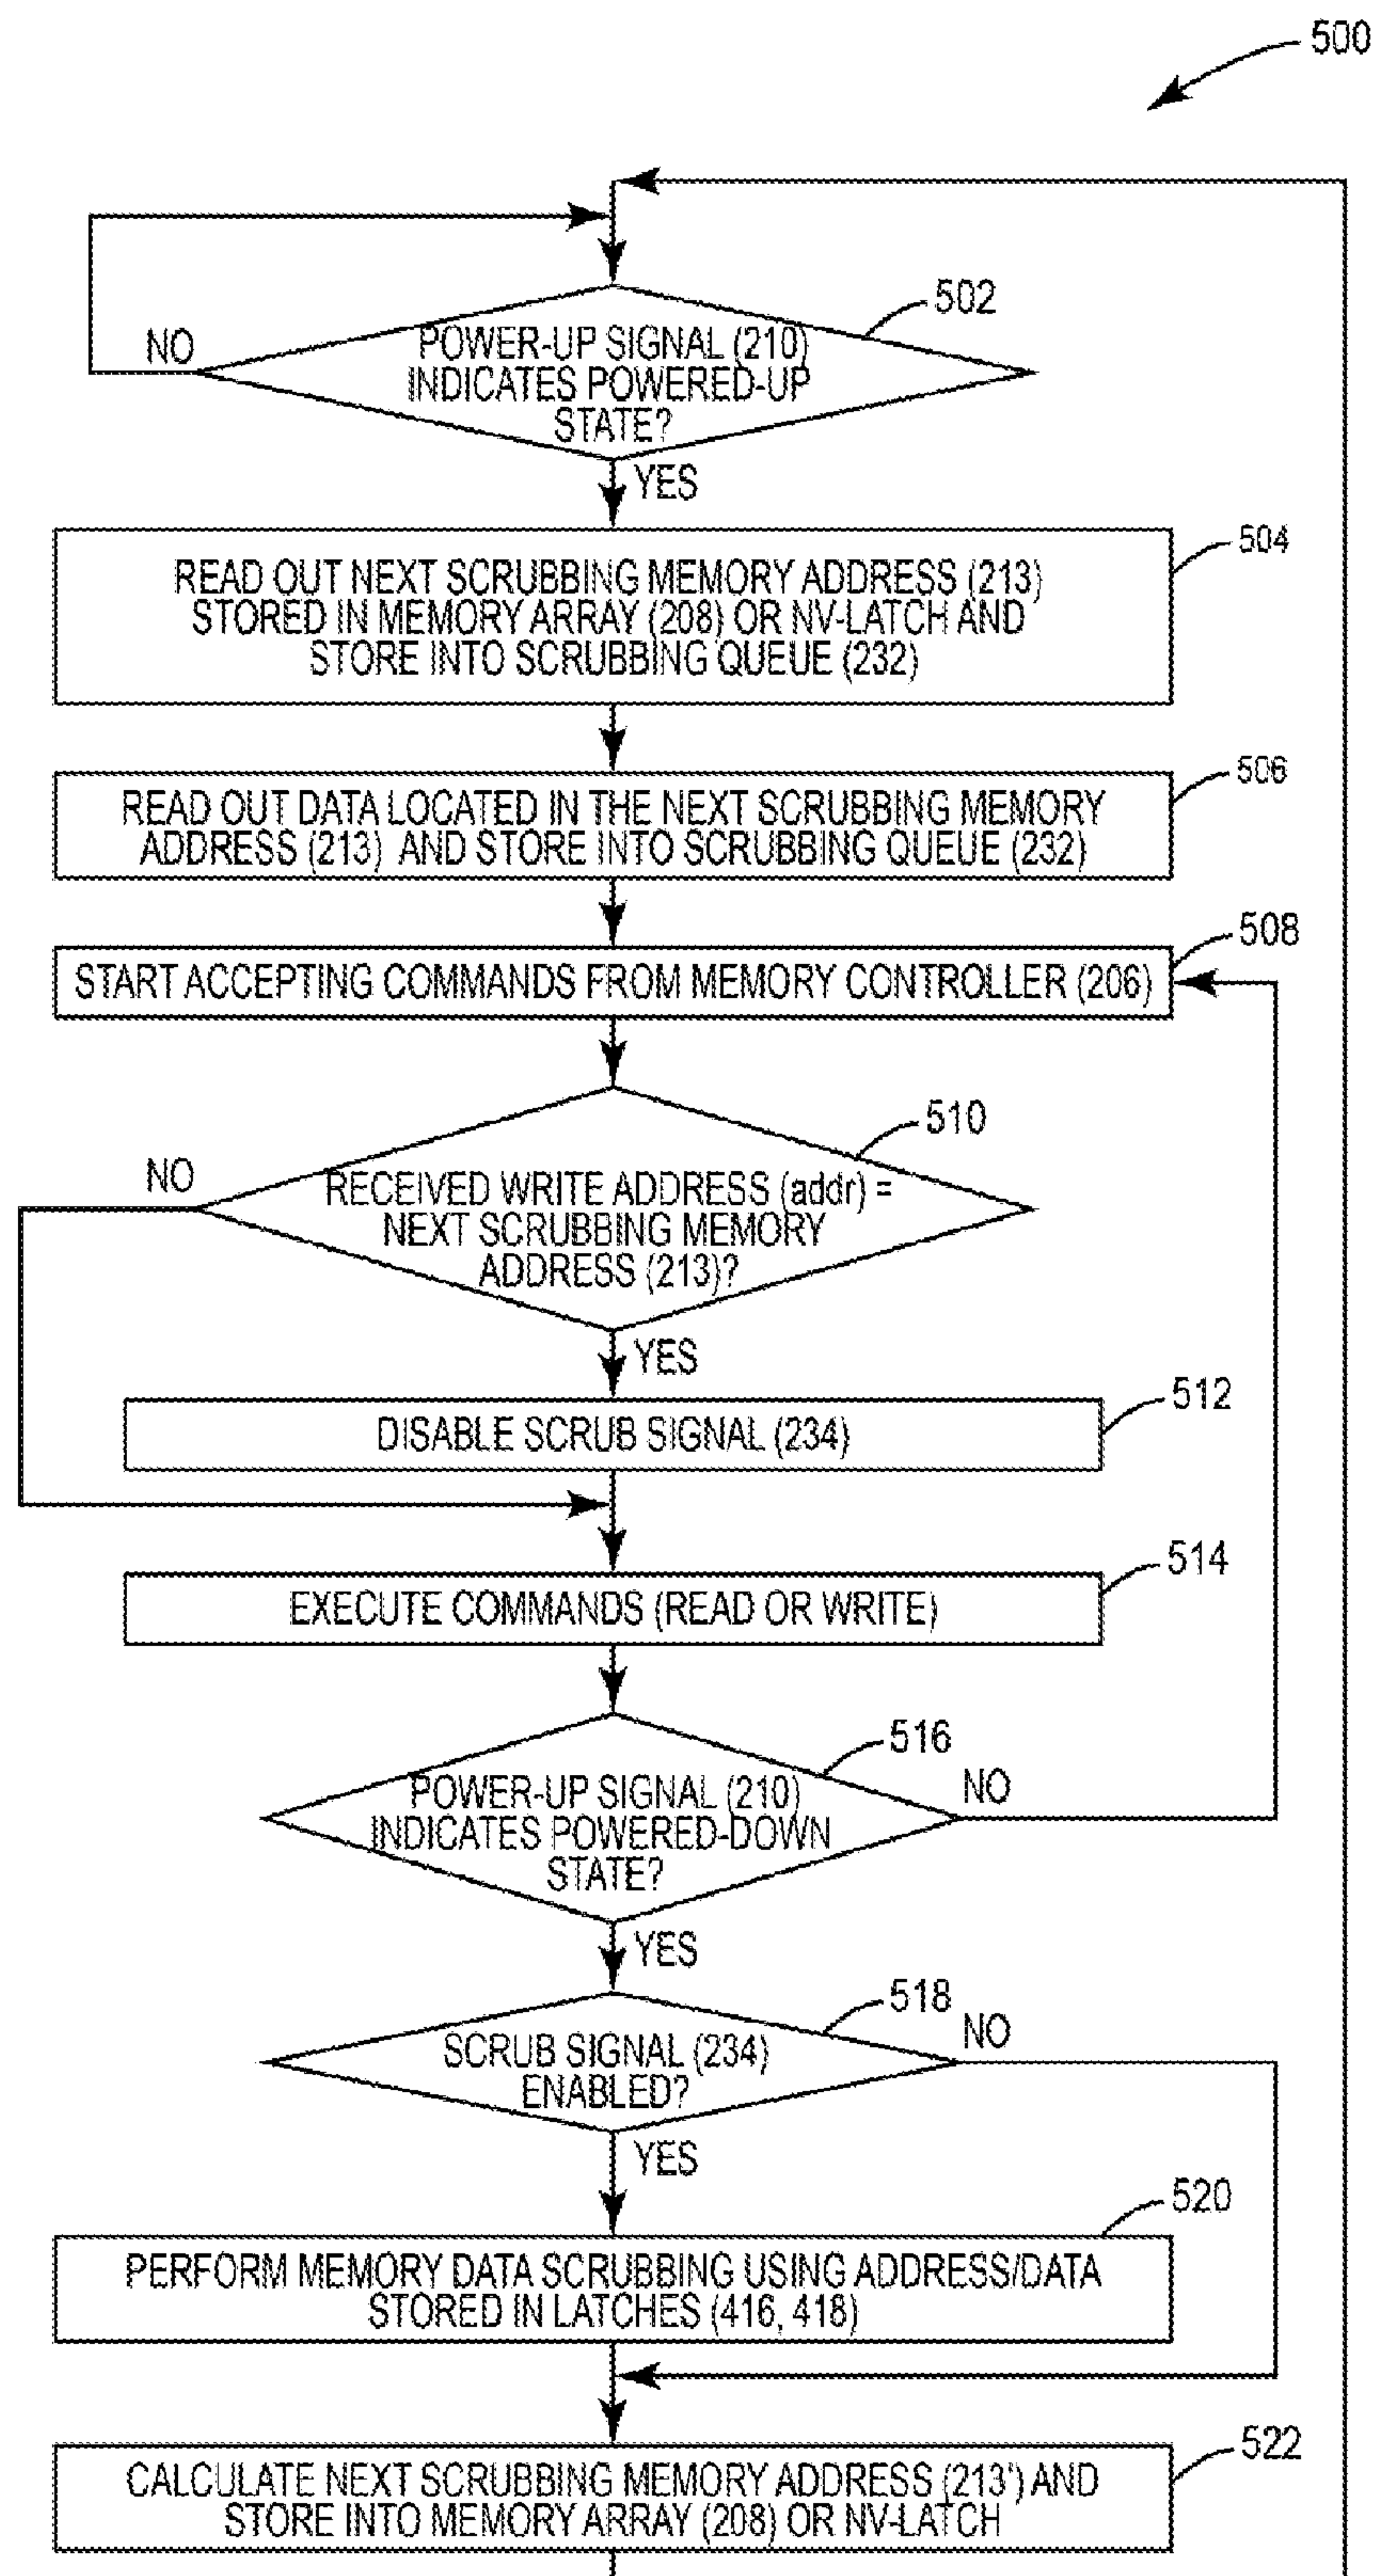 500
502
NO
POWER-UP SIGNAL (210)
INDICATES POWERED-UP
STATE?
YES
504
READ OUT NEXT SCRUBBING MEMORY ADDRESS (213)
STORED IN MEMORY ARRAY (208) OR NV-LATCH AND
STORE INTO SCRUBBING QUEUE (232)
506
READ OUT DATA LOCATED IN THE NEXT SCRUBBING MEMORY
ADDRESS (213) AND STORE INTO SCRUBBING QUEUE (232)
508
START ACCEPTING COMMANDS FROM MEMORY CONTROLLER (206)
510
NO
RECEIVED WRITE ADDRESS (addr) =
NEXT SCRUBBING MEMORY
ADDRESS (213)?
YES
512
DISABLE SCRUB SIGNAL (234)
514
EXECUTE COMMANDS (READ OR WRITE)
516
NO
POWER-UP SIGNAL (210)
INDICATES POWERED-DOWN
STATE?
YES
518
NO
SCRUB SIGNAL (234)
ENABLED?
YES
520
PERFORM MEMORY DATA SCRUBBING USING ADDRESS/DATA
STORED IN LATCHES (416, 418)
522
CALCULATE NEXT SCRUBBING MEMORY ADDRESS (213') AND
STORE INTO MEMORY ARRAY (208) OR NV-LATCH